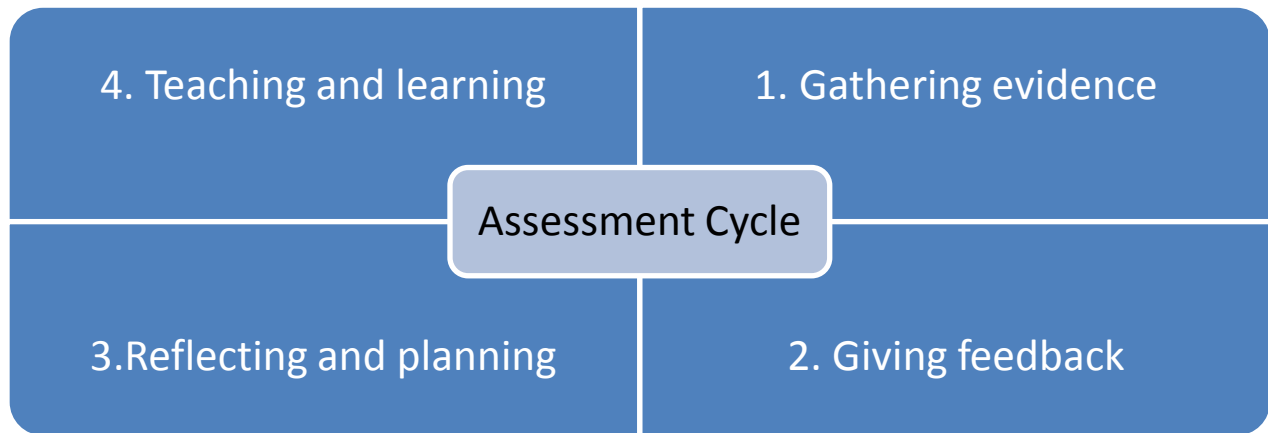 4. Teaching and learning
1. Gathering evidence
Assessment Cycle
3.Reflecting and planning
2. Giving feedback